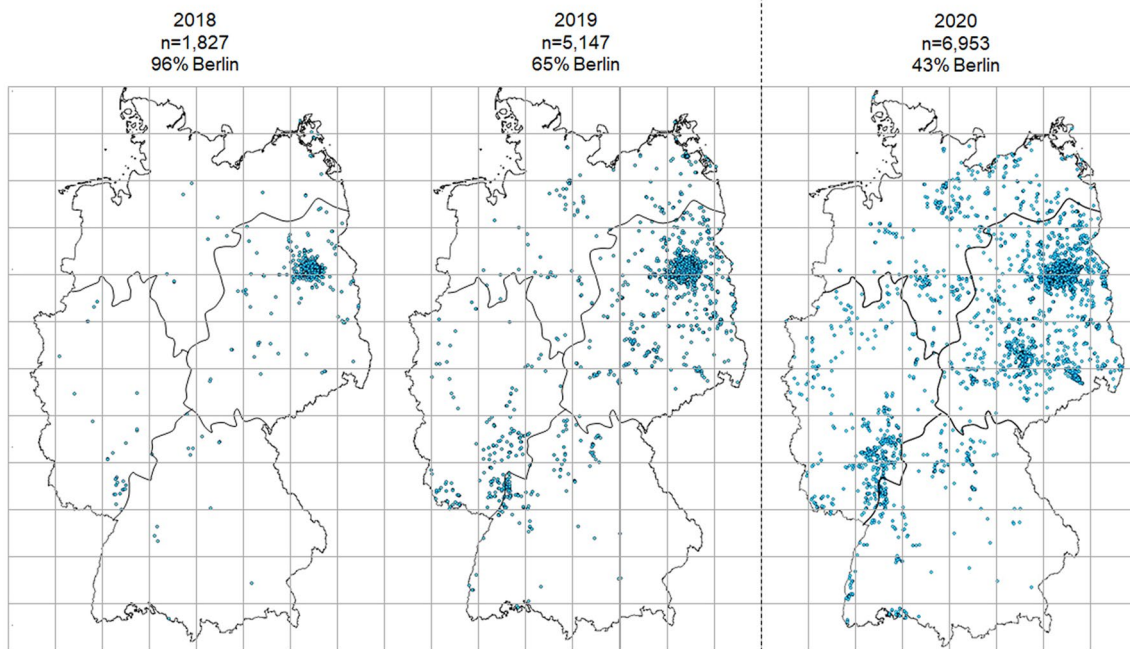 2018
n=1,827
96% Berlin
2019
n=5,147
65% Berlin
2020
n=6,953
43% Berlin